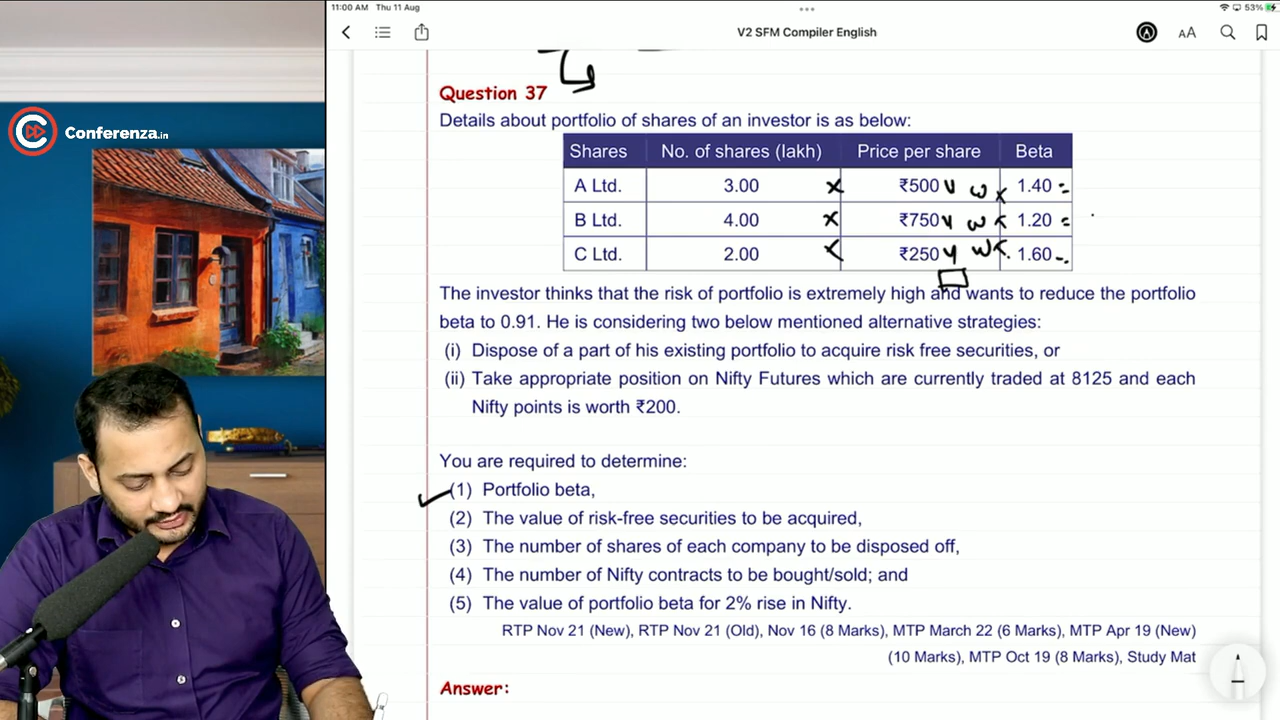 11:00 AM Thu 11 Aug
53%
V2 SFM Compiler English
AA
Conferenza.in
Question 37
Details about portfolio of shares of an investor is as below:
Shares No. of shares (lakh) Price per share Beta
A Ltd. 3.00 x ₹500 v w x 1.40 =
B Ltd. 4.00 x ₹750 v w x 1.20 =
C Ltd. 2.00 x ₹250 v w x 1.60 =
The investor thinks that the risk of portfolio is extremely high and wants to reduce the portfolio
beta to 0.91. He is considering two below mentioned alternative strategies:
(i) Dispose of a part of his existing portfolio to acquire risk free securities, or
(ii) Take appropriate position on Nifty Futures which are currently traded at 8125 and each
Nifty points is worth ₹200.
You are required to determine:
(1) Portfolio beta,
(2) The value of risk-free securities to be acquired,
(3) The number of shares of each company to be disposed off,
(4) The number of Nifty contracts to be bought/sold; and
(5) The value of portfolio beta for 2% rise in Nifty.
RTP Nov 21 (New), RTP Nov 21 (Old), Nov 16 (8 Marks), MTP March 22 (6 Marks), MTP Apr 19 (New)
(10 Marks), MTP Oct 19 (8 Marks), Study Mat
Answer: